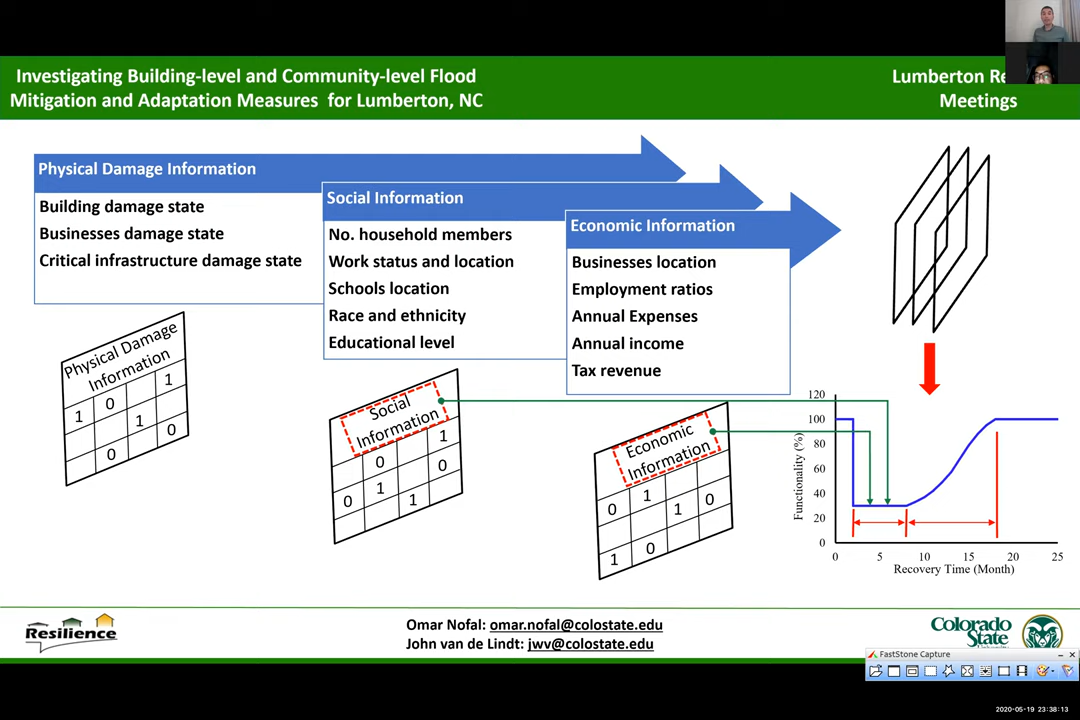 Investigating Building-level and Community-level Flood
Mitigation and Adaptation Measures for Lumberton, NC
Lumberton Re
Meetings
Physical Damage Information
Building damage state
Businesses damage state
Critical infrastructure damage state
Social Information
No. household members
Work status and location
Schools location
Race and ethnicity
Educational level
Economic Information
Businesses location
Employment ratios
Annual Expenses
Annual income
Tax revenue
Physical Damage
Information
1 0 1
1 0
0
Social
Information
0 1
0 1 0
1
Economic
Information
0 1 1 0
1 0
Functionality (%)
120
100
80
60
40
20
0
0 5 10 15 20 25
Recovery Time (Month)
Resilience
Omar Nofal: omar.nofal@colostate.edu
John van de Lindt: jwv@colostate.edu
Colorado
State
FastStone Capture
2020-05-19 23:38:13